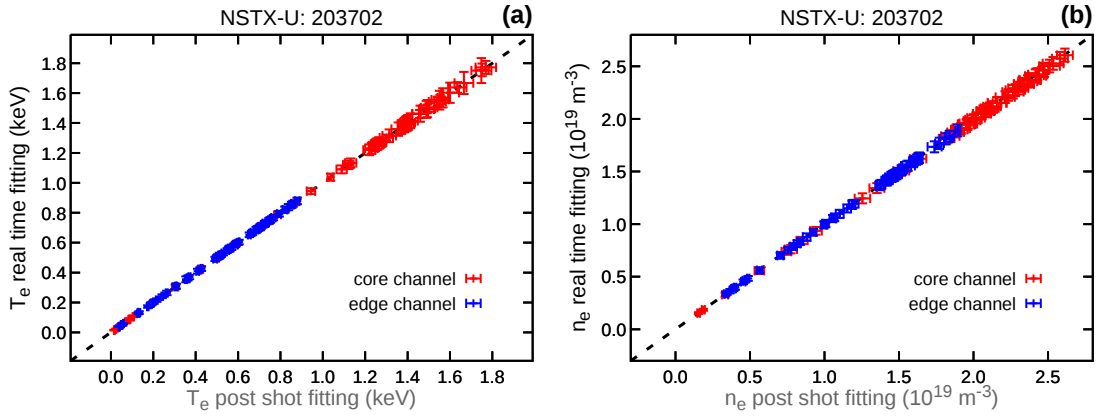 NSTX-U: 203702 (a)
T_e real time fitting (keV)
1.8
1.6
1.4
1.2
1.0
0.8
0.6
0.4
0.2
0.0
core channel
edge channel
0.0 0.2 0.4 0.6 0.8 1.0 1.2 1.4 1.6 1.8
T_e post shot fitting (keV)
NSTX-U: 203702 (b)
n_e real time fitting (10^19 m^-3)
2.5
2.0
1.5
1.0
0.5
0.0
core channel
edge channel
0.0 0.5 1.0 1.5 2.0 2.5
n_e post shot fitting (10^19 m^-3)